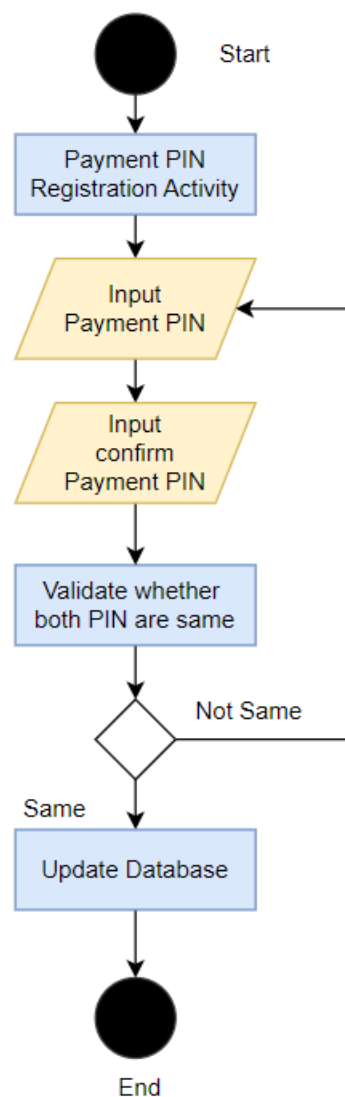 Start
Payment PIN
Registration Activity
Input
Payment PIN
Input
confirm
Payment PIN
Validate whether
both PIN are same
Not Same
Same
Update Database
End